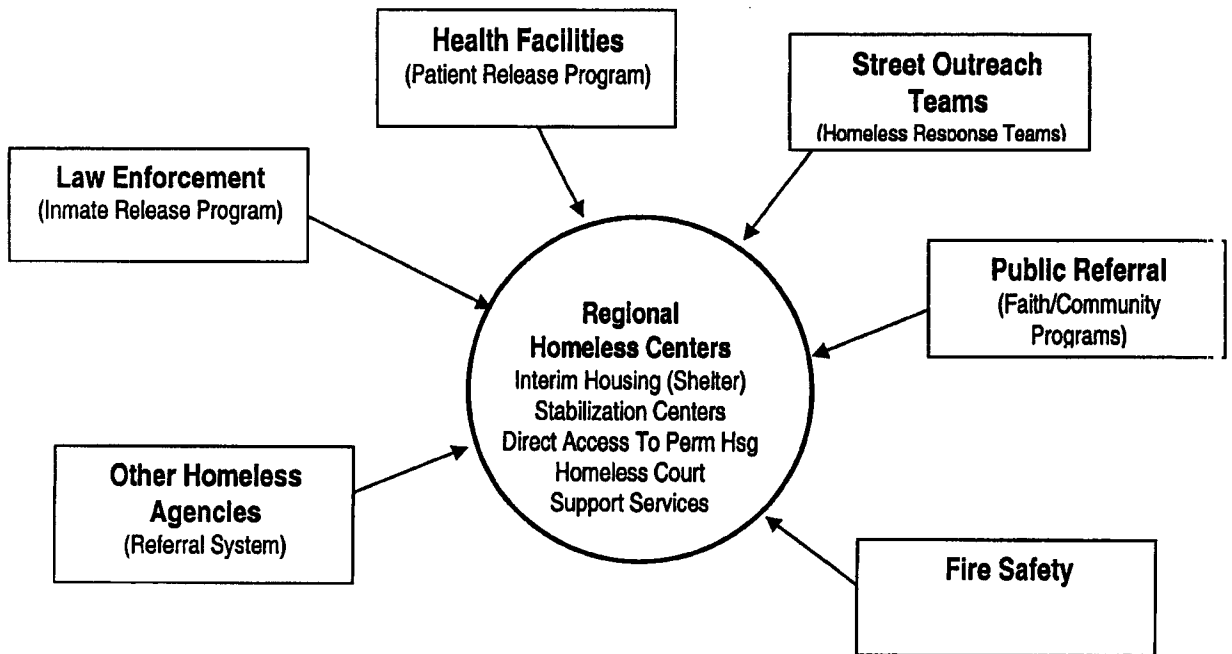 Health Facilities
(Patient Release Program)
Street Outreach
Teams
(Homeless Response Teams)
Law Enforcement
(Inmate Release Program)
Public Referral
(Faith/Community
Programs)
Regional
Homeless Centers
Interim Housing (Shelter)
Stabilization Centers
Direct Access To Perm Hsg
Homeless Court
Support Services
Other Homeless
Agencies
(Referral System)
Fire Safety